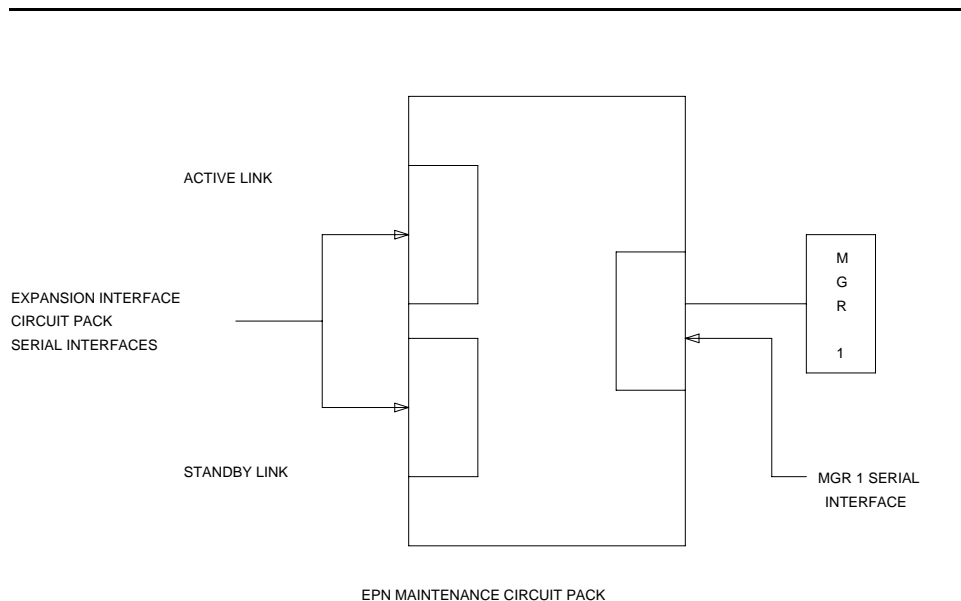 ACTIVE LINK
EXPANSION INTERFACE
CIRCUIT PACK
SERIAL INTERFACES
STANDBY LINK
M
G
R
1
MGR 1 SERIAL
INTERFACE
EPN MAINTENANCE CIRCUIT PACK